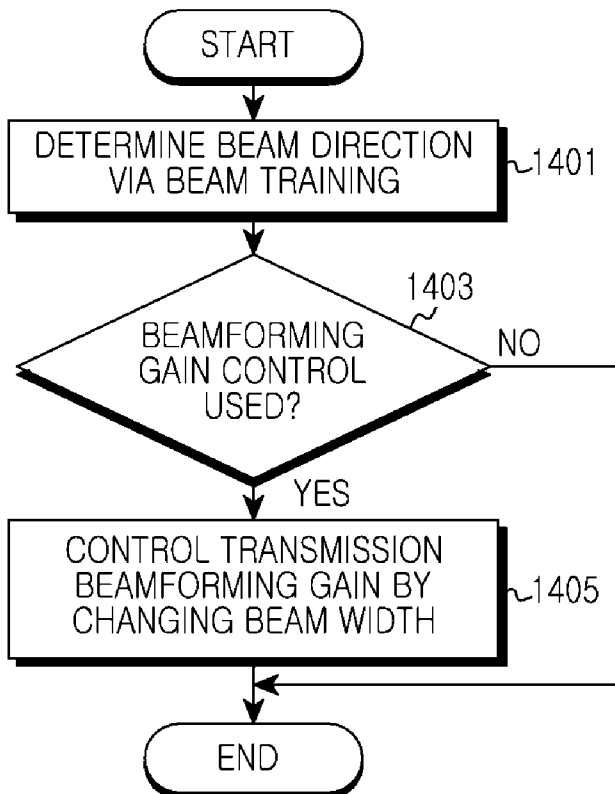 START
DETERMINE BEAM DIRECTION
VIA BEAM TRAINING
1401
1403
BEAMFORMING
GAIN CONTROL
USED?
NO
YES
CONTROL TRANSMISSION
BEAMFORMING GAIN BY
CHANGING BEAM WIDTH
1405
END